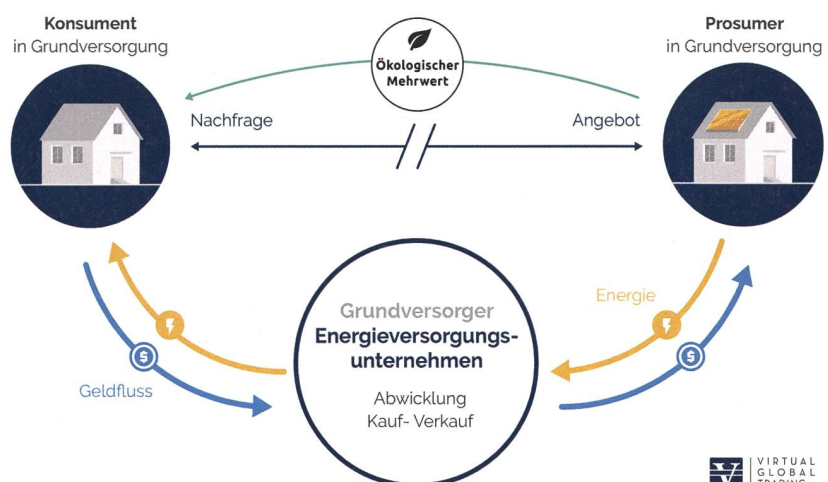 Konsument
in Grundversorgung
Prosumer
in Grundversorgung
Ökologischer
Mehrwert
Nachfrage
Angebot
Energie
Geldfluss
Grundversorger
Energieversorgungs-
unternehmen
Abwicklung
Kauf- Verkauf
VIRTUAL
GLOBAL
TRADING